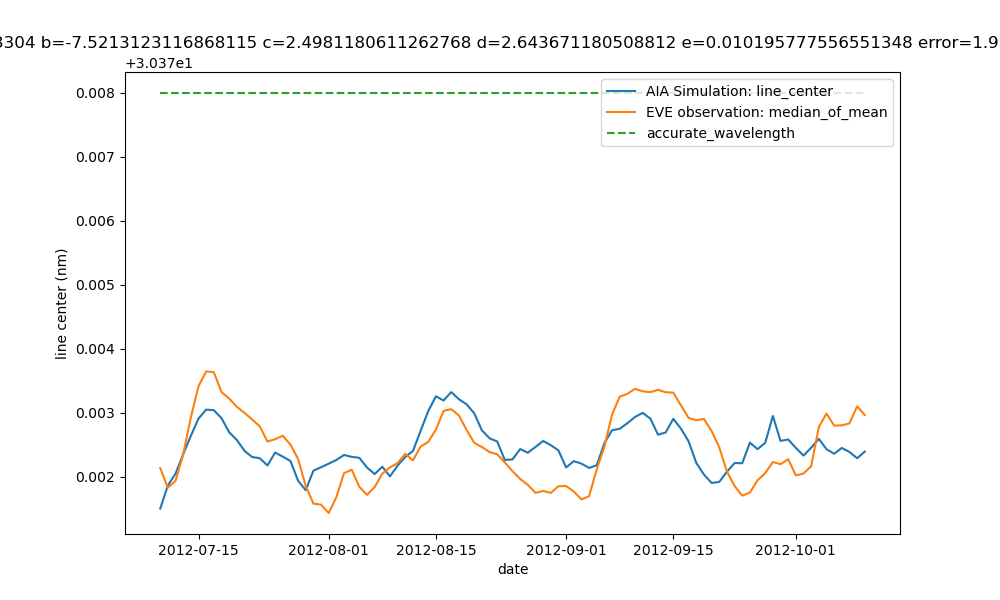 3304 b=-7.5213123116868115 c=2.4981180611262768 d=2.643671180508812 e=0.010195777556551348 error=1.9
+3.037e1
0.008
0.007
0.006
0.005
0.004
0.003
0.002
line center (nm)
AIA Simulation: line_center
EVE observation: median_of_mean
accurate_wavelength
2012-07-15
2012-08-01
2012-08-15
2012-09-01
2012-09-15
2012-10-01
date